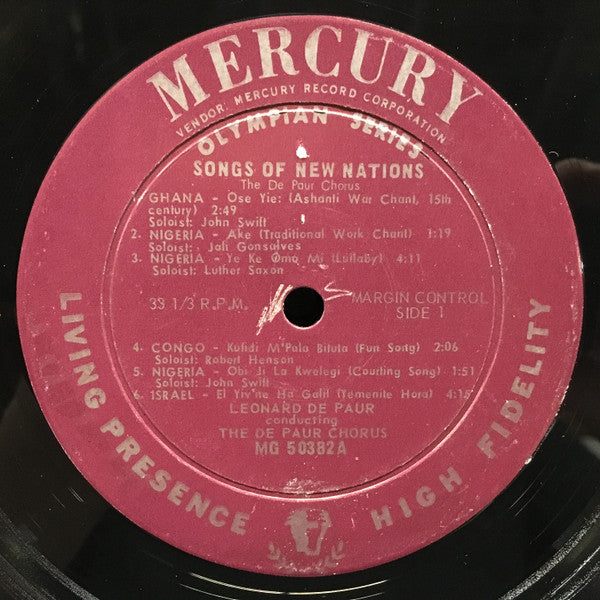 MERCURY
VENDOR: MERCURY RECORD CORPORATION
OLYMPIAN SERIES
SONGS OF NEW NATIONS
The De Paur Chorus
GHANA - Ose Yie: (Ashanti War Chant, 15th
century) 2:49
Soloist: John Swift
2. NIGERIA - Ake (Traditional Work Chant) 1:19
Soloist: Jali Gonsalves
3. NIGERIA - Ye Ke Omo Mi (Lullaby) 4:11
Soloist: Luther Saxon
33 1/3 R.P.M.
MARGIN CONTROL
SIDE 1
4. CONGO - Kufidi M'Pala Bituta (Fun Song) 2:06
Soloist: Robert Henson
5. NIGERIA - Obi Ji La Kwelegi (Courting Song) 1:51
Soloist: John Swift
6. ISRAEL - El Yiv'ne Ha Galil (Yemenite Hora) 4:15
LEONARD DE PAUR
conducting
THE DE PAUR CHORUS
MG 50382A
LIVING PRESENCE
HIGH FIDELITY